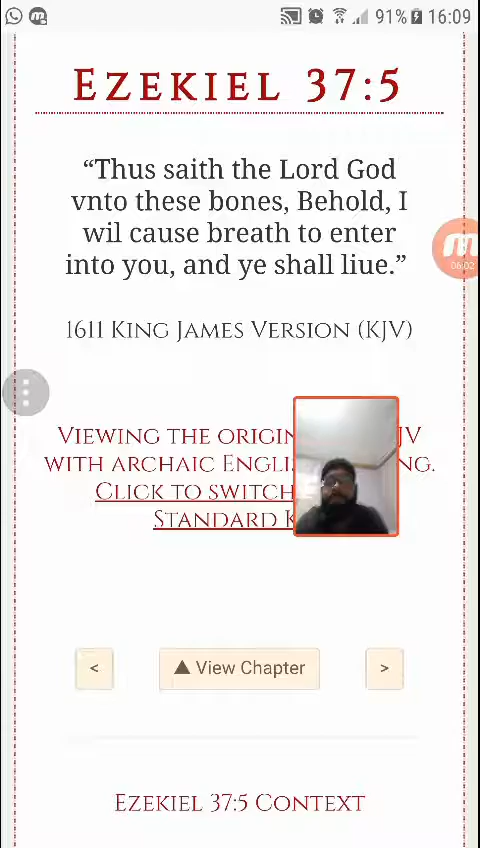 91% 16:09
EZEKIEL 37:5
“Thus saith the Lord God
vnto these bones, Behold, I
wil cause breath to enter
into you, and ye shall liue.”
06:02
1611 KING JAMES VERSION (KJV)
VIEWING THE ORIGIN JV
WITH ARCHAIC ENGLI NG.
CLICK TO SWITCH
STANDARD K
< ▲ View Chapter >
EZEKIEL 37:5 CONTEXT